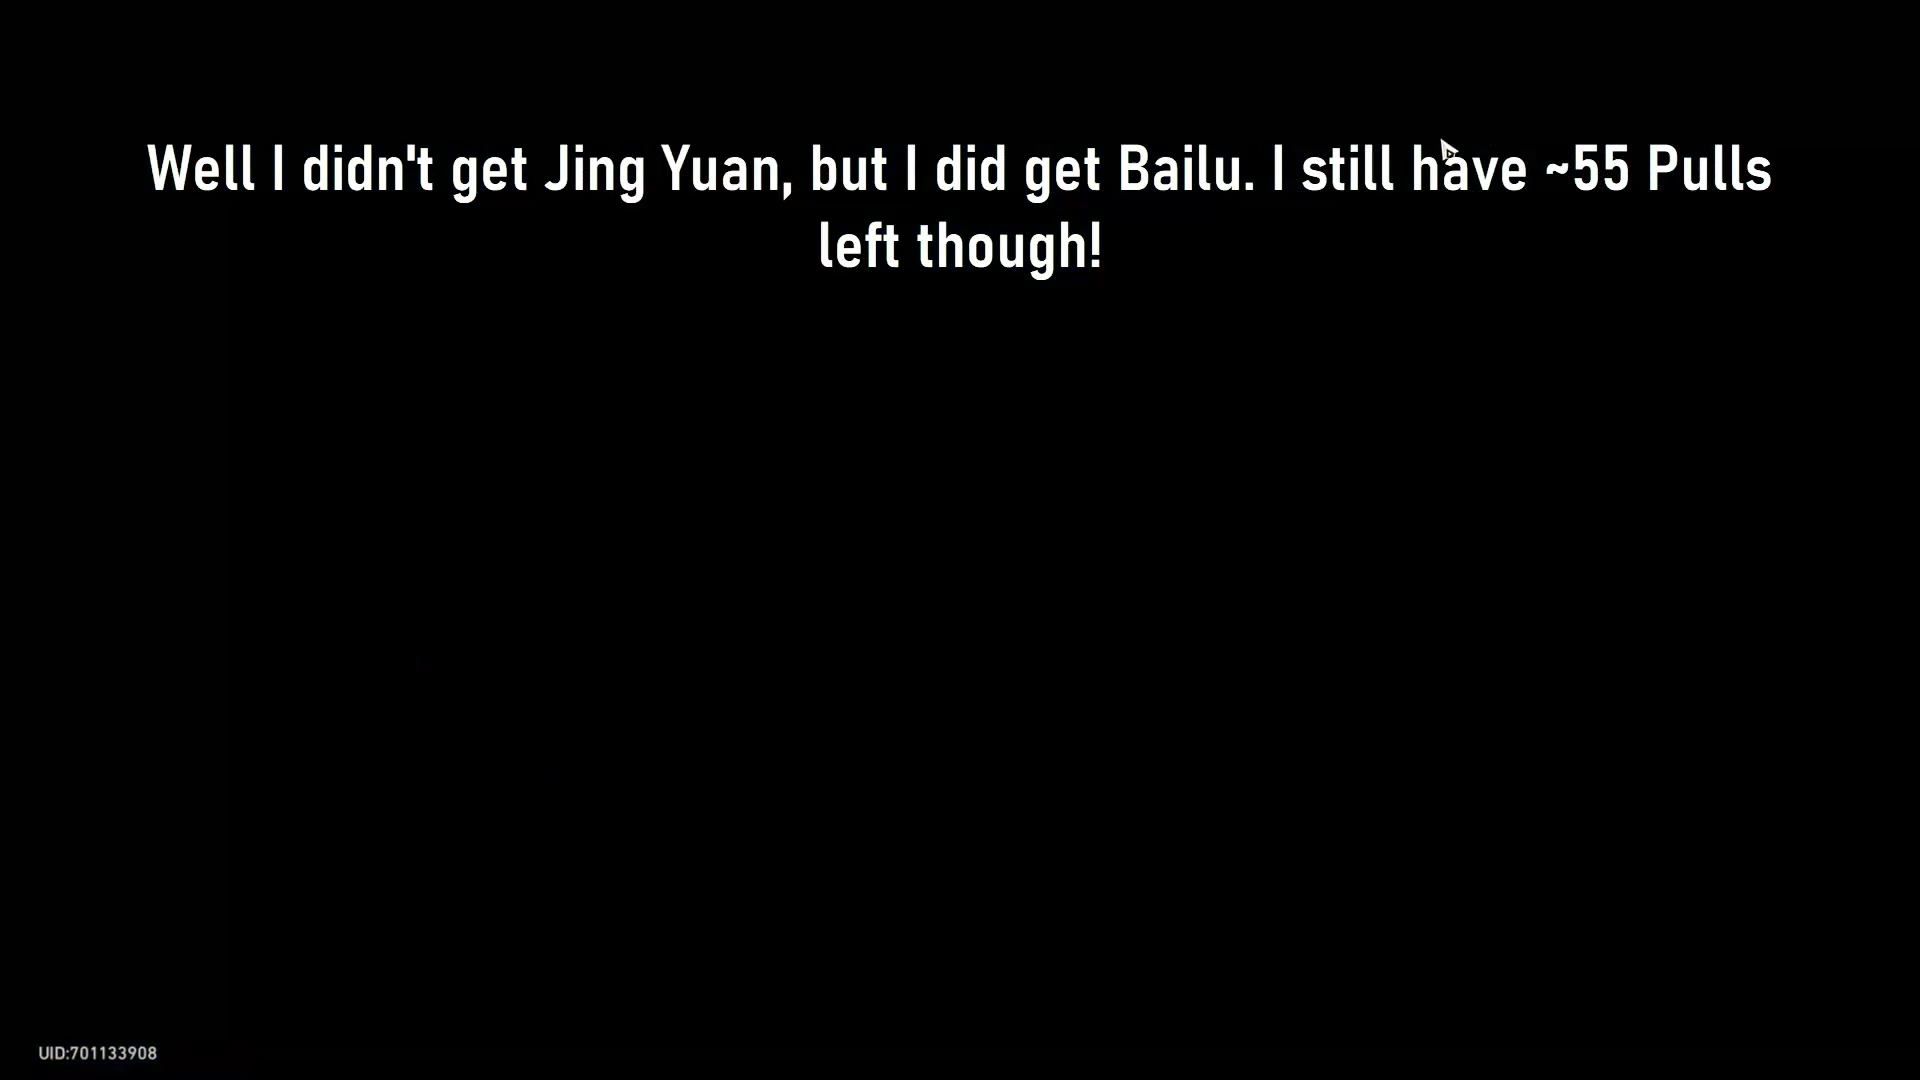 Well I didn't get Jing Yuan, but I did get Bailu. I still have ~55 Pulls
left though!
UID:701133908